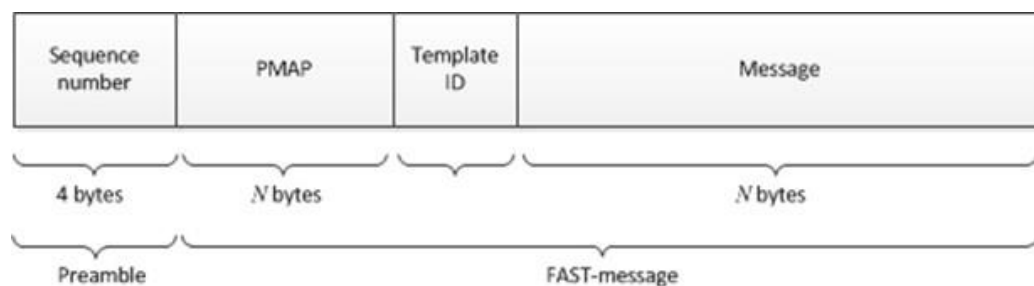 Sequence number
PMAP
Template ID
Message
4 bytes
N bytes
N bytes
Preamble
FAST-message